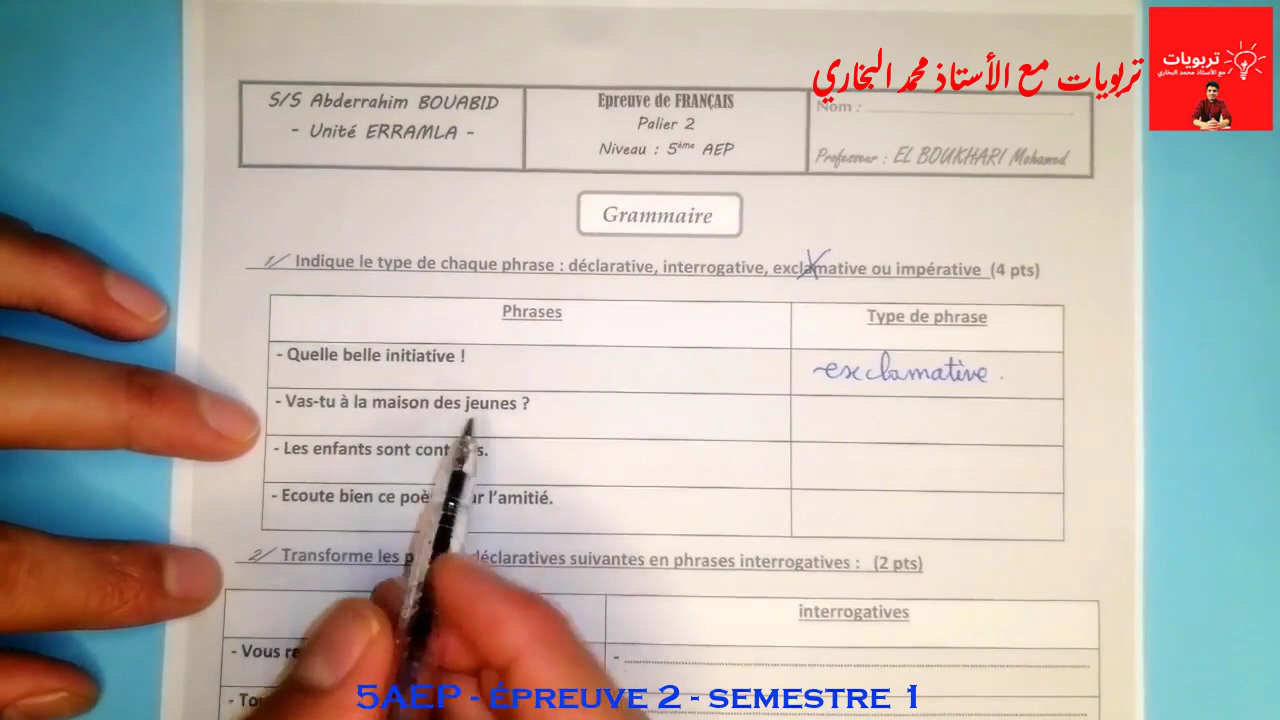 تربويات مع الأستاذ محمد البخاري
تربويات
مع الأستاذ محمد البخاري
S/S Abderrahim BOUABID
- Unité ERRAMLA -
Epreuve de FRANÇAIS
Palier 2
Niveau : 5ème AEP
Nom :
Professeur : EL BOUKHARI Mohamed
Grammaire
1/ Indique le type de chaque phrase : déclarative, interrogative, exclamative ou impérative (4 pts)
Phrases
Type de phrase
- Quelle belle initiative !
exclamative.
- Vas-tu à la maison des jeunes ?
- Les enfants sont
- Ecoute bien ce l'amitié.
2/ Transforme les déclaratives suivantes en phrases interrogatives : (2 pts)
interrogatives
- Vous
-
5AEP - épreuve 2 - semestre 1